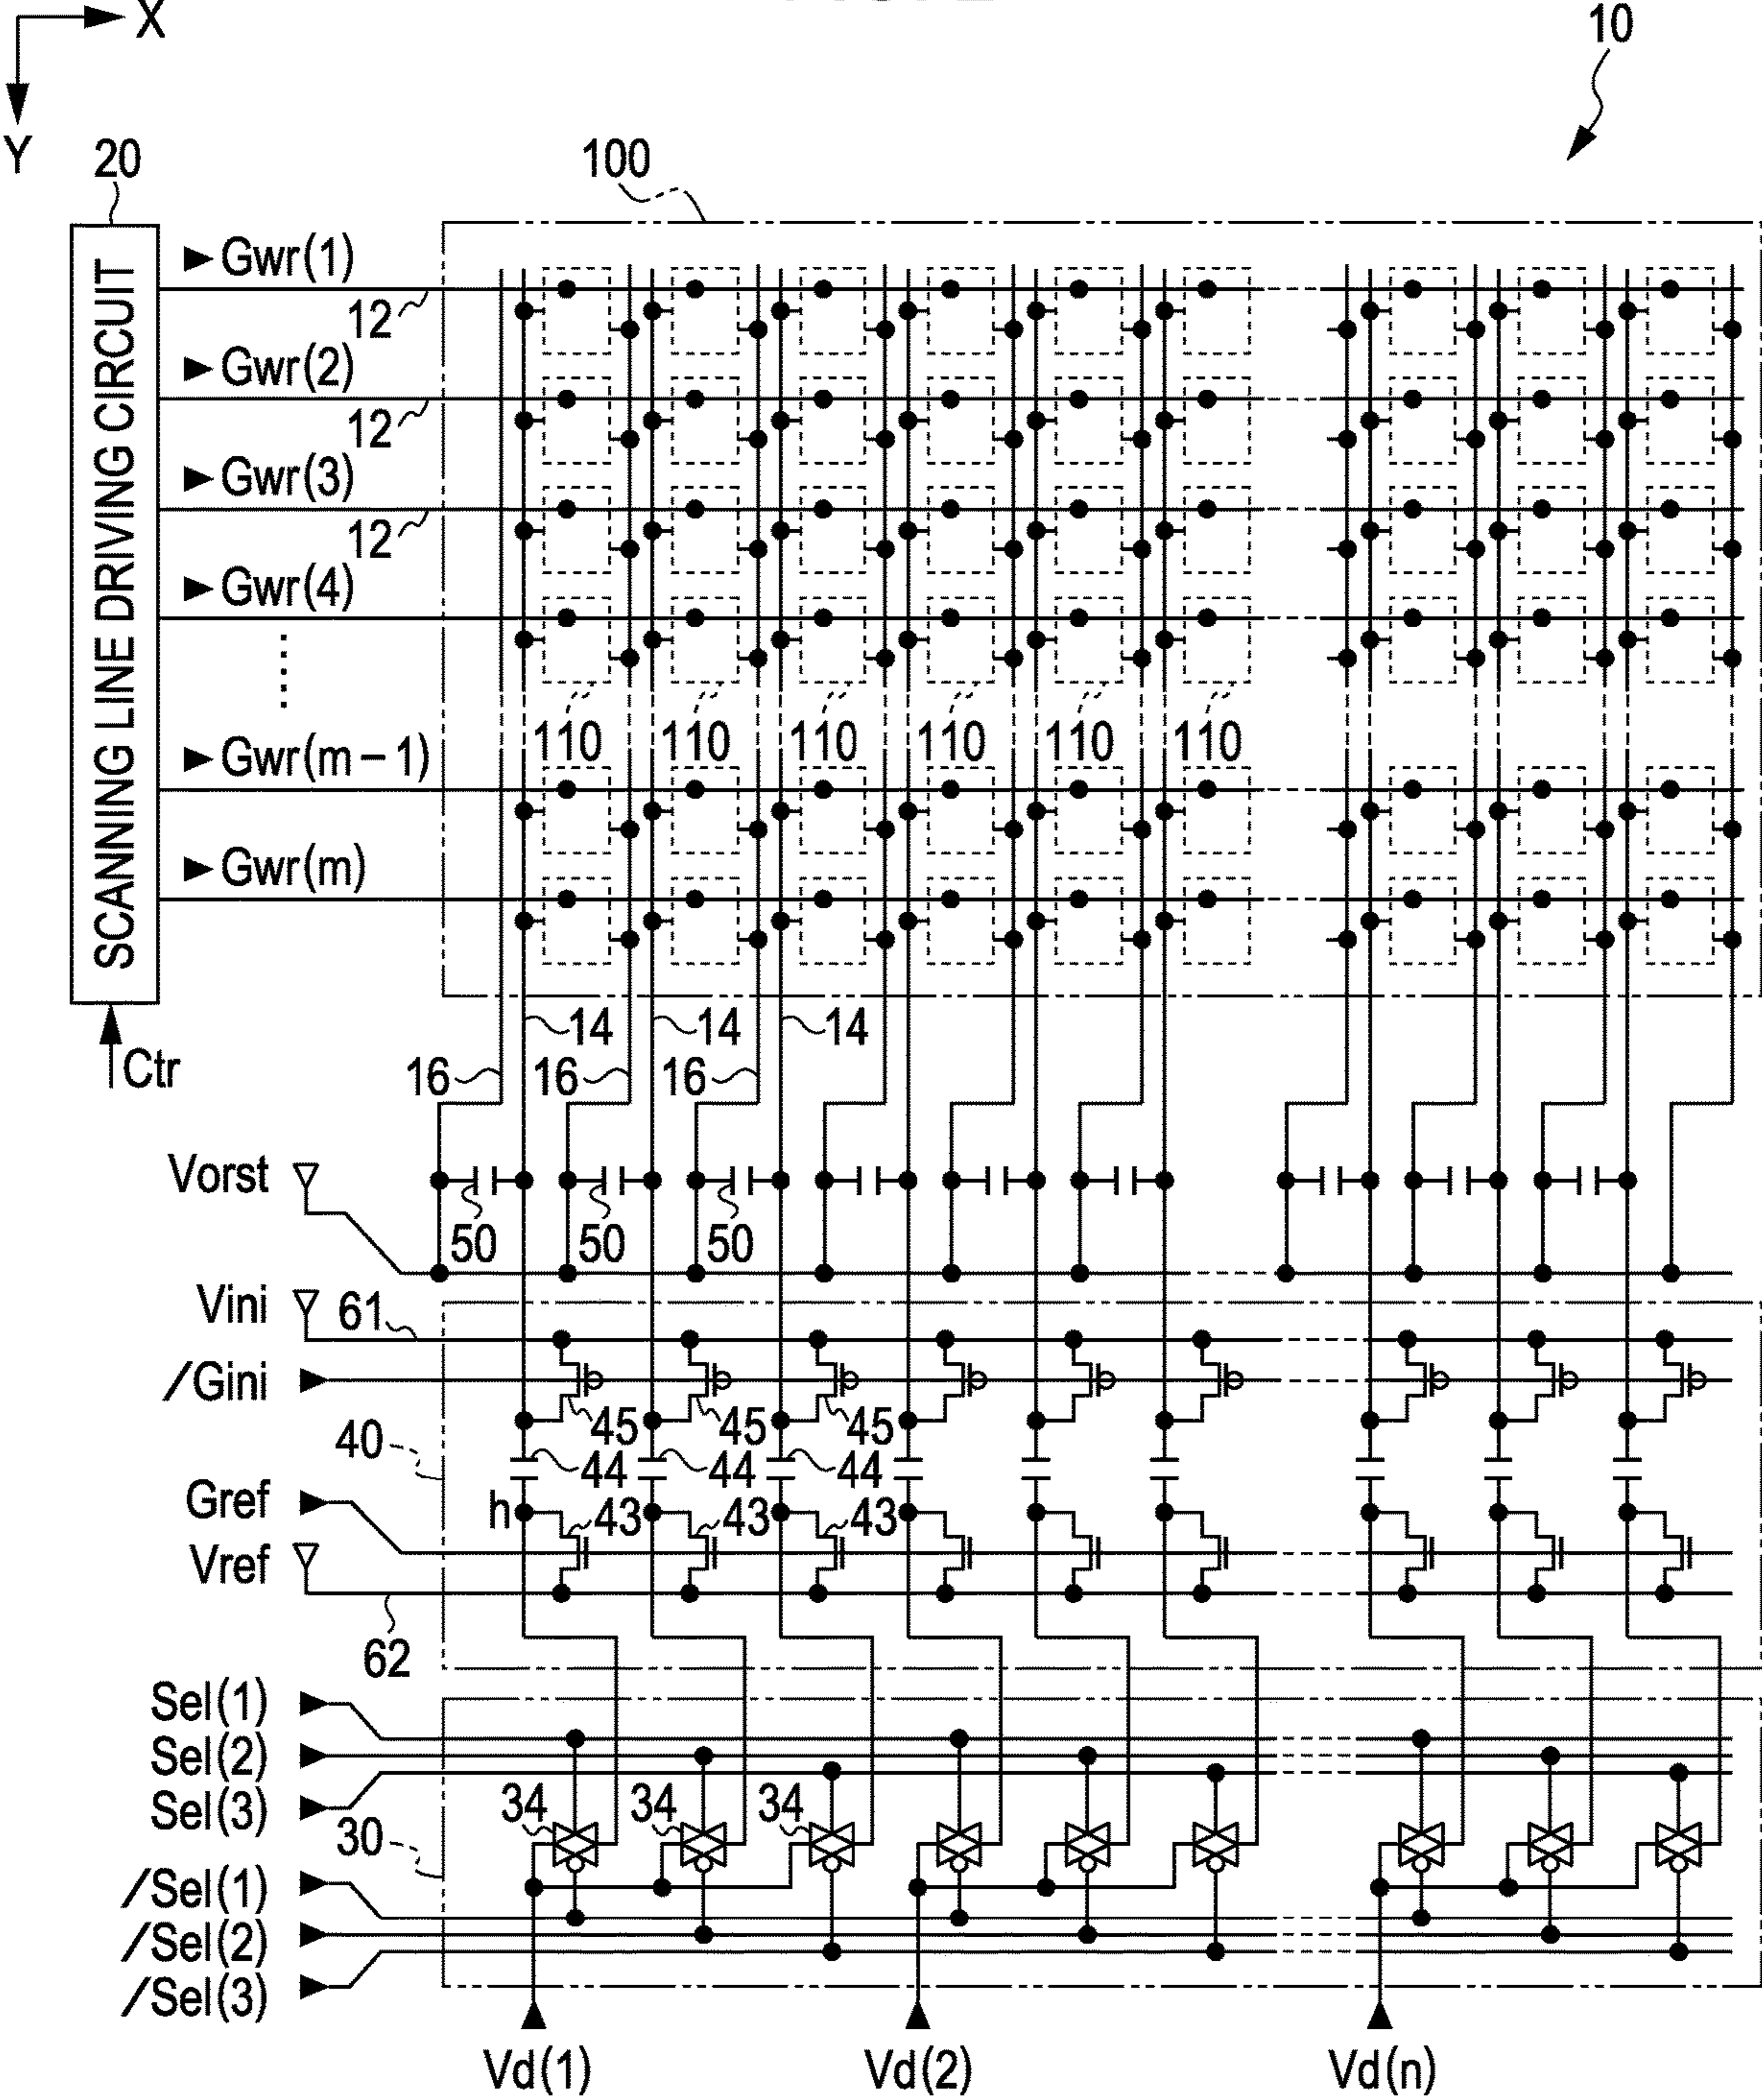 X
10
Y
20
100
SCANNING LINE DRIVING CIRCUIT
Gwr(1)
12
Gwr(2)
12
Gwr(3)
12
Gwr(4)
110 110 110 110 110 110
Gwr(m−1)
Gwr(m)
14 14 14
Ctr
16 16 16
Vorst
50 50 50
Vini
61
/Gini
45 45 45
40
44 44 44
Gref
h
43 43 43
Vref
62
Sel(1)
Sel(2)
Sel(3)
34 34 34
30
/Sel(1)
/Sel(2)
/Sel(3)
Vd(1) Vd(2) Vd(n)